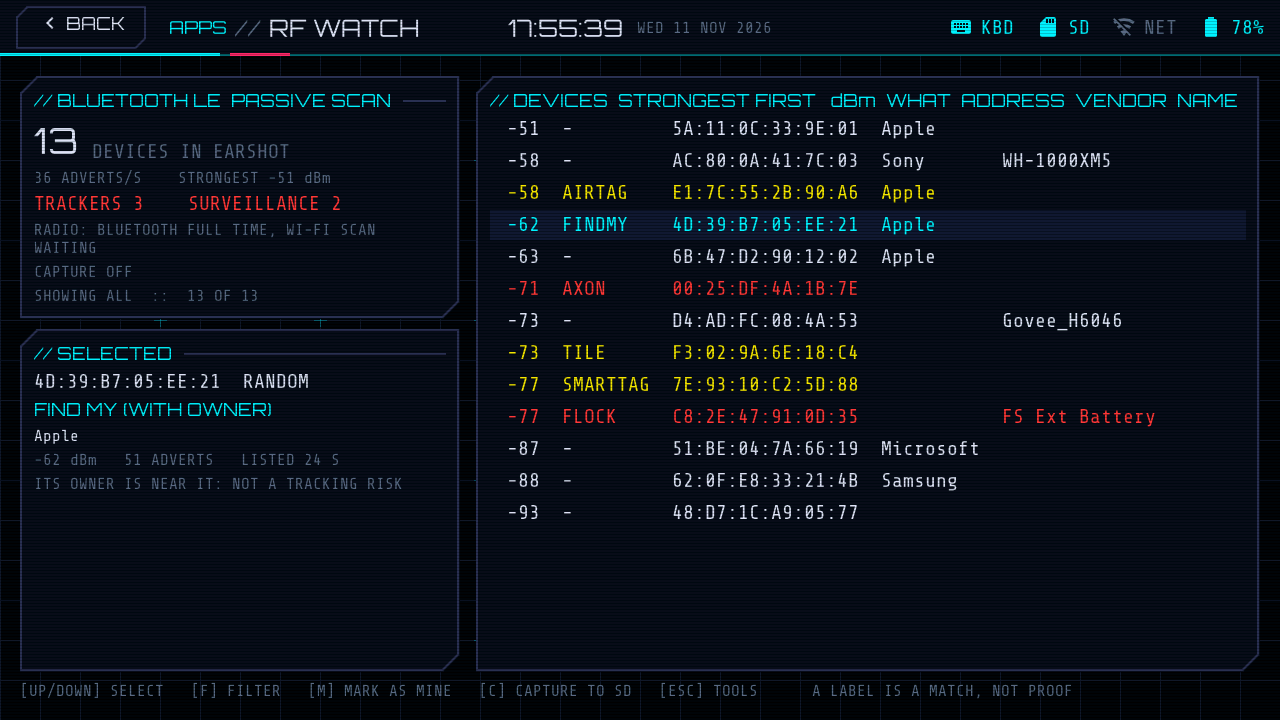 BACK
APPS // RF WATCH
17:55:39 WED 11 NOV 2026
KBD SD NET 78%
// BLUETOOTH LE PASSIVE SCAN
13 DEVICES IN EARSHOT
36 ADVERTS/S STRONGEST -51 dBm
TRACKERS 3 SURVEILLANCE 2
RADIO: BLUETOOTH FULL TIME, WI-FI SCAN
WAITING
CAPTURE OFF
SHOWING ALL :: 13 OF 13
// SELECTED
4D:39:B7:05:EE:21 RANDOM
FIND MY (WITH OWNER)
Apple
-62 dBm 51 ADVERTS LISTED 24 S
ITS OWNER IS NEAR IT: NOT A TRACKING RISK
// DEVICES STRONGEST FIRST dBm WHAT ADDRESS VENDOR NAME
-51 - 5A:11:0C:33:9E:01 Apple
-58 - AC:80:0A:41:7C:03 Sony WH-1000XM5
-58 AIRTAG E1:7C:55:2B:90:A6 Apple
-62 FINDMY 4D:39:B7:05:EE:21 Apple
-63 - 6B:47:D2:90:12:02 Apple
-71 AXON 00:25:DF:4A:1B:7E
-73 - D4:AD:FC:08:4A:53 Govee_H6046
-73 TILE F3:02:9A:6E:18:C4
-77 SMARTTAG 7E:93:10:C2:5D:88
-77 FLOCK C8:2E:47:91:0D:35 FS Ext Battery
-87 - 51:BE:04:7A:66:19 Microsoft
-88 - 62:0F:E8:33:21:4B Samsung
-93 - 48:D7:1C:A9:05:77
[UP/DOWN] SELECT [F] FILTER [M] MARK AS MINE [C] CAPTURE TO SD [ESC] TOOLS A LABEL IS A MATCH, NOT PROOF